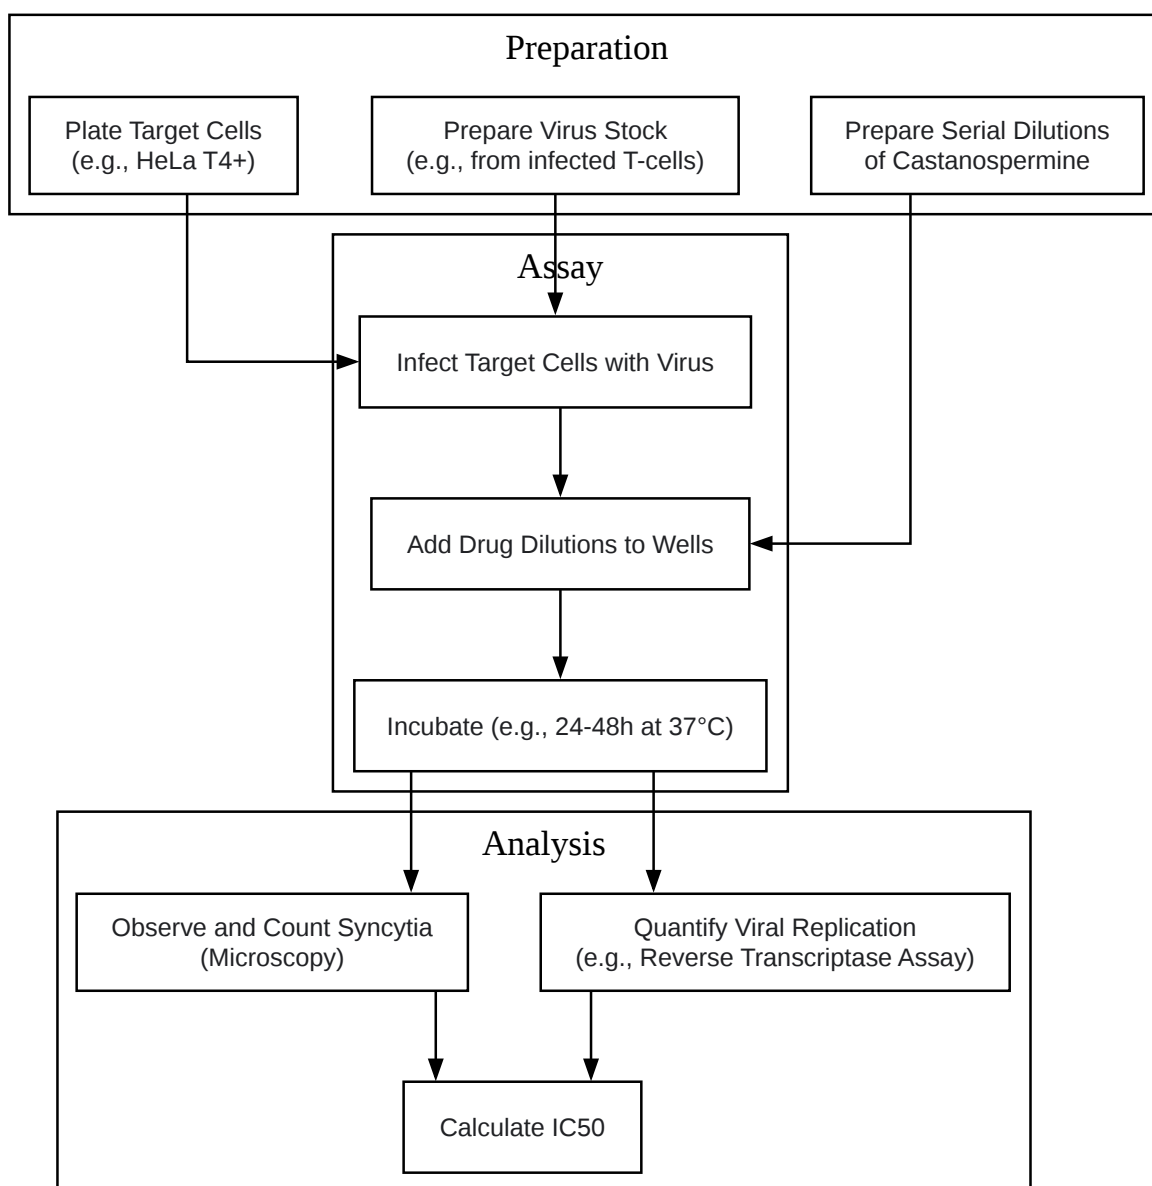 Preparation
Plate Target Cells
(e.g., HeLa T4+)
Prepare Virus Stock
(e.g., from infected T-cells)
Prepare Serial Dilutions
of Castanospermine
Assay
Infect Target Cells with Virus
Add Drug Dilutions to Wells
Incubate (e.g., 24-48h at 37°C)
Analysis
Observe and Count Syncytia
(Microscopy)
Quantify Viral Replication
(e.g., Reverse Transcriptase Assay)
Calculate IC50